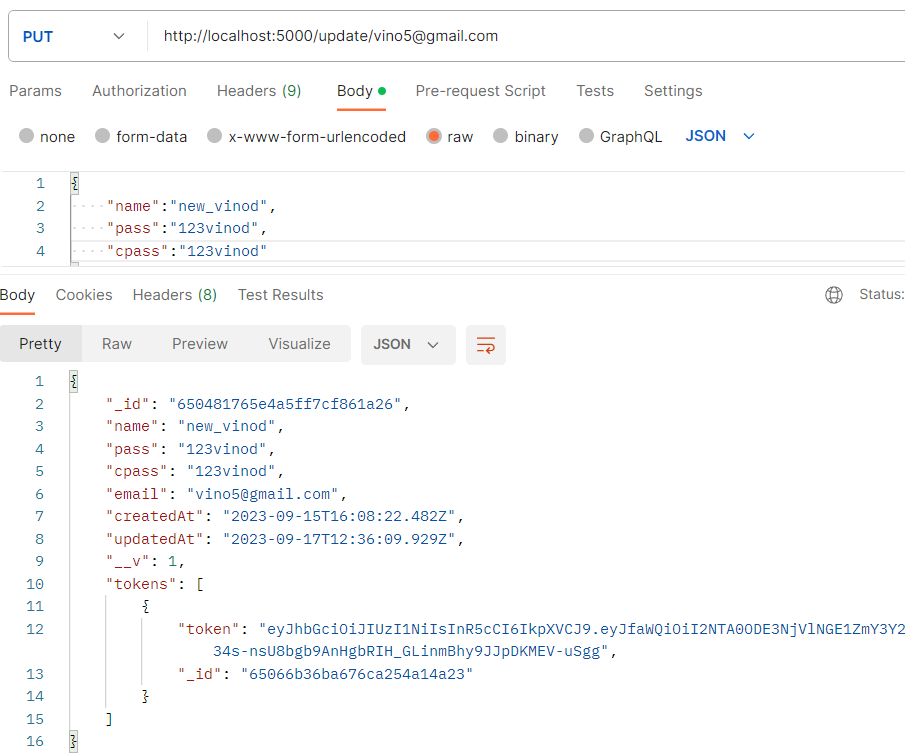 PUT http://localhost:5000/update/vino5@gmail.com
Params Authorization Headers (9) Body Pre-request Script Tests Settings
none form-data x-www-form-urlencoded raw binary GraphQL JSON
1 {
2 "name":"new_vinod",
3 "pass":"123vinod",
4 "cpass":"123vinod"
Body Cookies Headers (8) Test Results Status:
Pretty Raw Preview Visualize JSON
1 {
2 "_id": "650481765e4a5ff7cf861a26",
3 "name": "new_vinod",
4 "pass": "123vinod",
5 "cpass": "123vinod",
6 "email": "vino5@gmail.com",
7 "createdAt": "2023-09-15T16:08:22.482Z",
8 "updatedAt": "2023-09-17T12:36:09.929Z",
9 "__v": 1,
10 "tokens": [
11 {
12 "token": "eyJhbGciOiJIUzI1NiIsInR5cCI6IkpXVCJ9.eyJfaWQiOiI2NTA0ODE3NjVlNGE1ZmY3Y2
34s-nsU8bgb9AnHgbRIH_GLinmBhy9JJpDKMEV-uSgg",
13 "_id": "65066b36ba676ca254a14a23"
14 }
15 ]
16 }